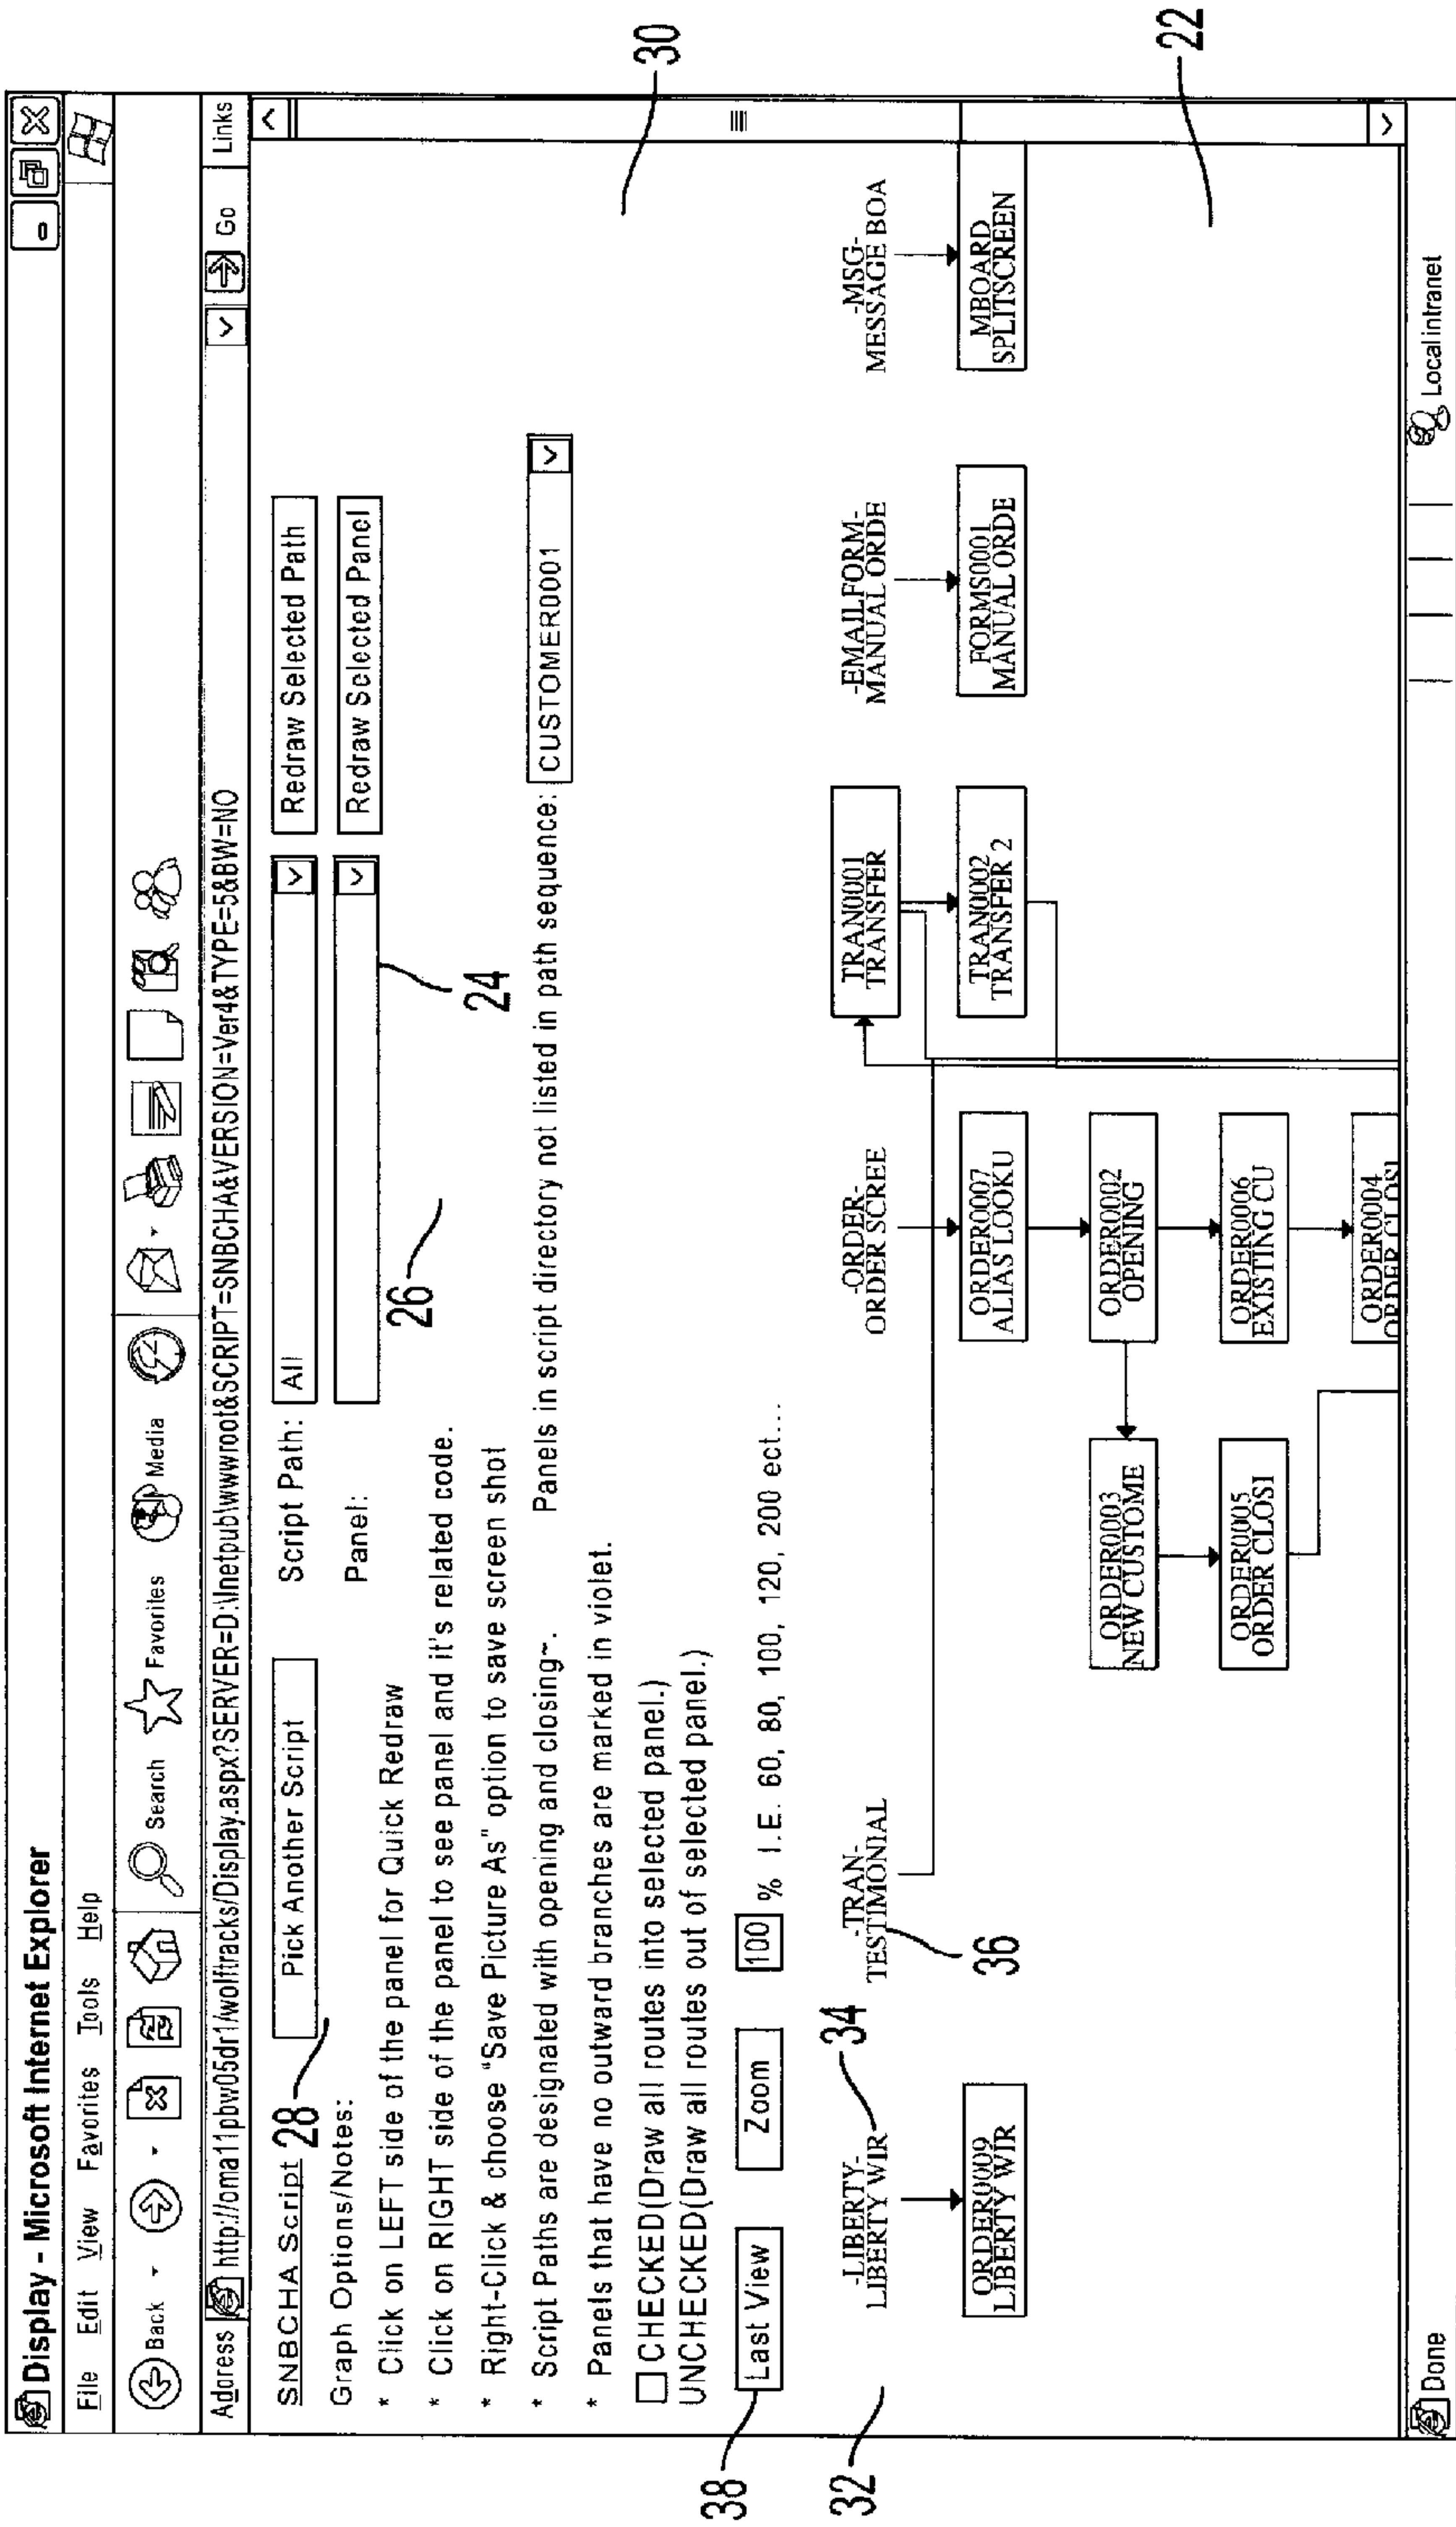 Display - Microsoft Internet Explorer
File Edit View Favorites Tools Help
Back Search Favorites Media
Address http://oma11pbw05dr1/wolftracks/Display.aspx?SERVER=D:\Inetpub\wwwroot&SCRIPT=SNBCHA&VERSION=Ver4&TYPE=5&BW=NO Go Links
SNBCHA Script Pick Another Script Script Path: All Redraw Selected Path
28
Graph Options/Notes: Panel: Redraw Selected Panel
* Click on LEFT side of the panel for Quick Redraw
26
24
* Click on RIGHT side of the panel to see panel and it's related code.
* Right-Click & choose "Save Picture As" option to save screen shot
* Script Paths are designated with opening and closing~. Panels in script directory not listed in path sequence: CUSTOMER0001
* Panels that have no outward branches are marked in violet.
30
CHECKED(Draw all routes into selected panel.)
UNCHECKED(Draw all routes out of selected panel.)
38
Last View Zoom 100 % I.E. 60, 80, 100, 120, 200 ect...
32
34
-LIBERTY-
LIBERTY WIR
-TRAN-
TESTIMONIAL
36
-ORDER-
ORDER SCREE
TRAN0001
TRANSFER
-EMAILFORM-
MANUAL ORDE
-MSG-
MESSAGE BOA
ORDER0009
LIBERTY WIR
ORDER0007
ALIAS LOOKU
TRAN0002
TRANSFER 2
FORMS0001
MANUAL ORDE
MBOARD
SPLITSCREEN
ORDER0003
NEW CUSTOME
ORDER0002
OPENING
ORDER0005
ORDER CLOSI
ORDER0006
EXISTING CU
22
ORDER0004
ORDER CLOSI
Done Local intranet